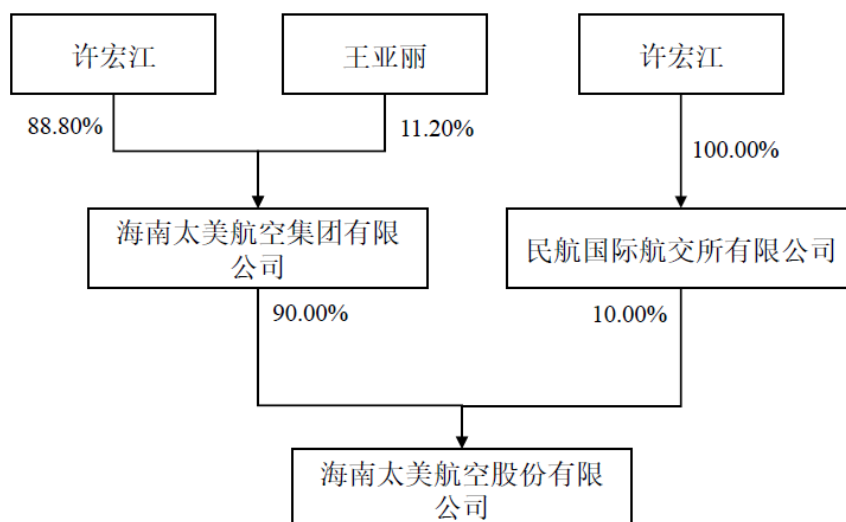 许宏江
王亚丽
许宏江
88.80%
11.20%
100.00%
海南太美航空集团有限
公司
民航国际航交所有限公司
90.00%
10.00%
海南太美航空股份有限
公司